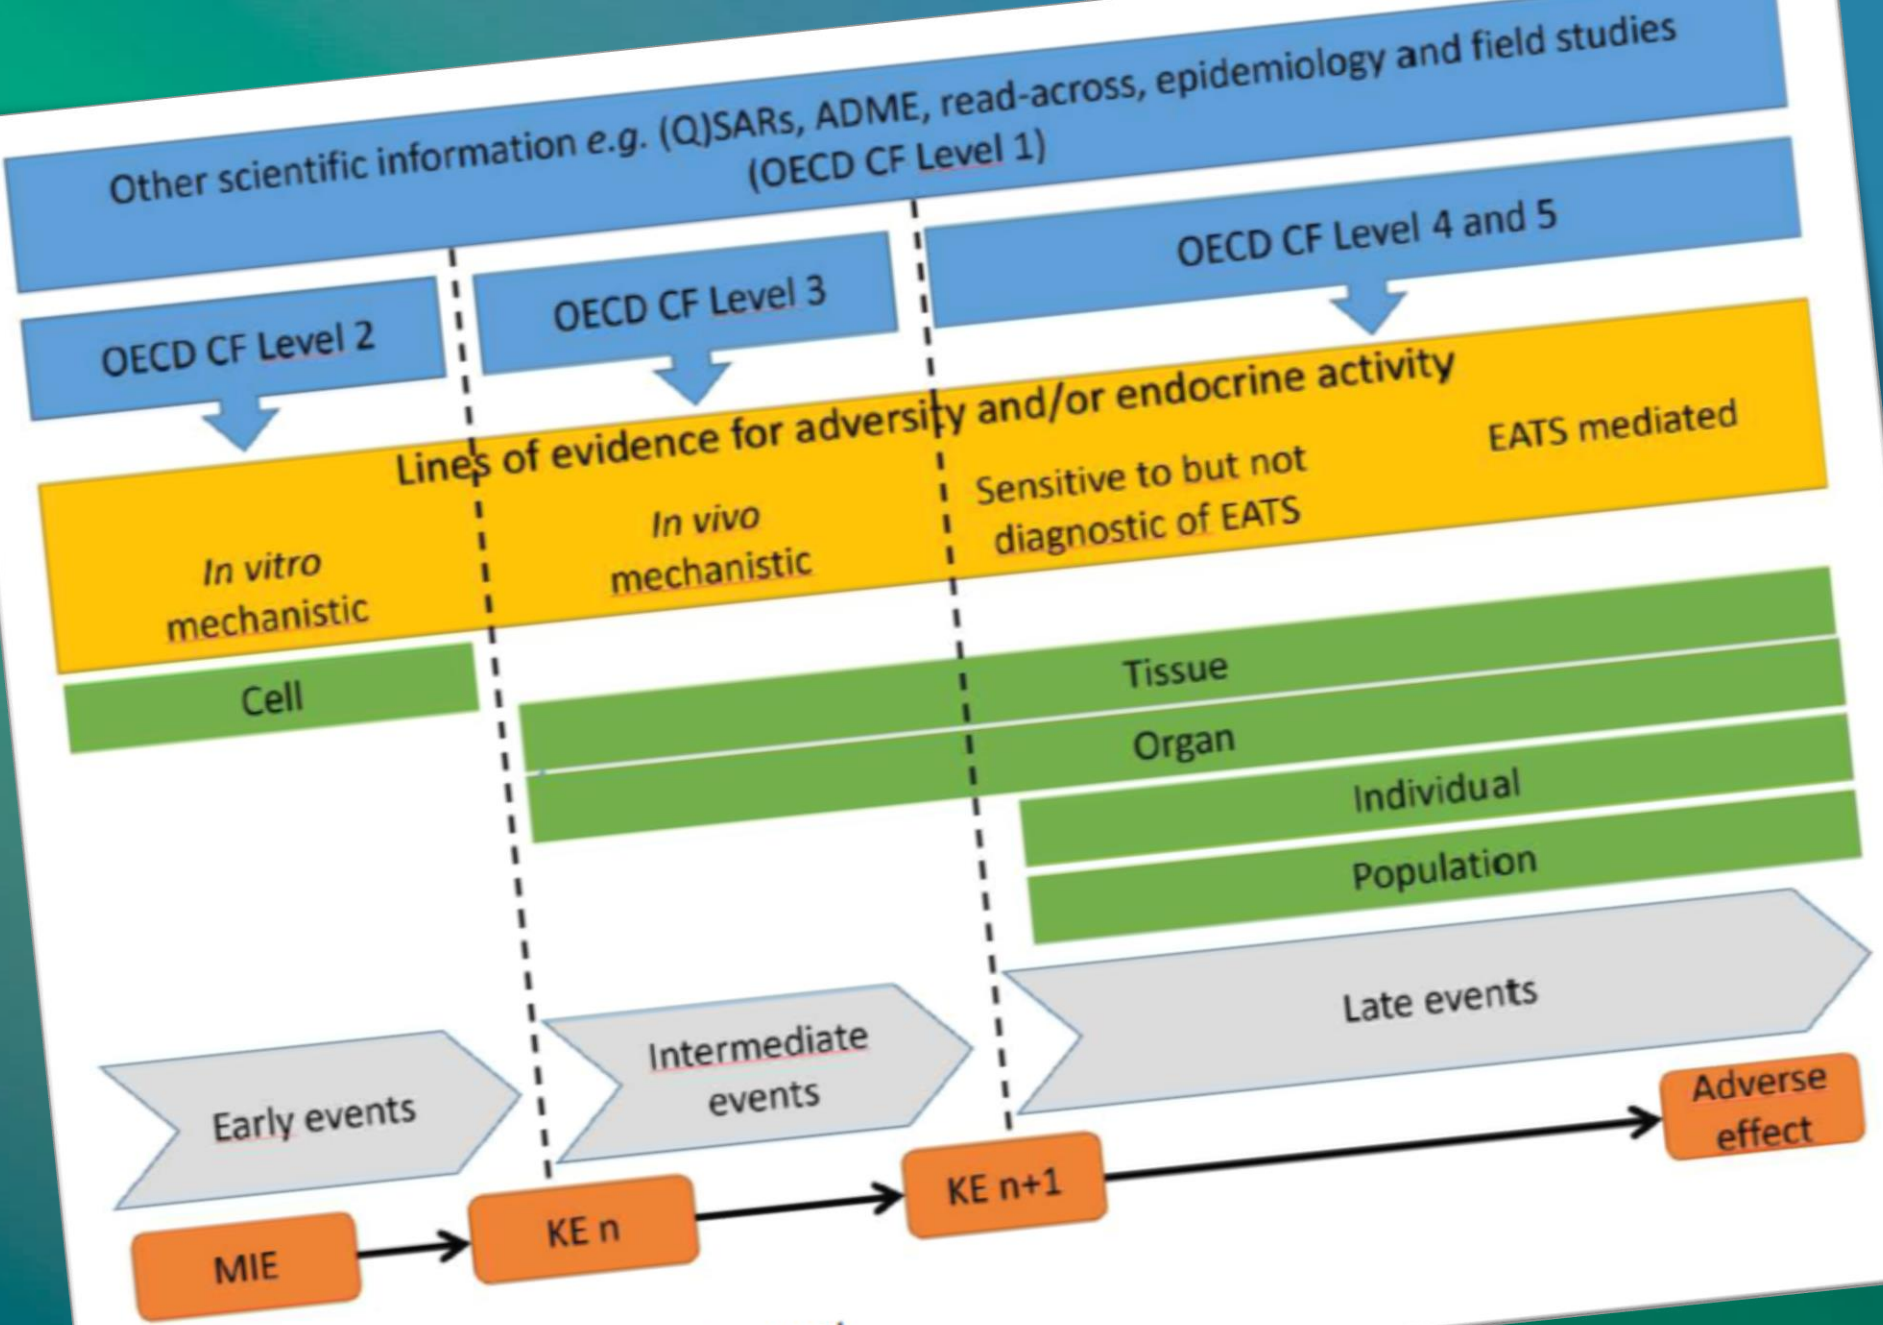 Other scientific information e.g. (Q)SARs, ADME, read-across, epidemiology and field studies
(OECD CF Level 1)
OECD CF Level 2
OECD CF Level 3
OECD CF Level 4 and 5
Lines of evidence for adversity and/or endocrine activity
In vitro
mechanistic
In vivo
mechanistic
Sensitive to but not
diagnostic of EATS
EATS mediated
Cell
Tissue
Organ
Individual
Population
Early events
Intermediate
events
Late events
MIE
KE n
KE n+1
Adverse
effect